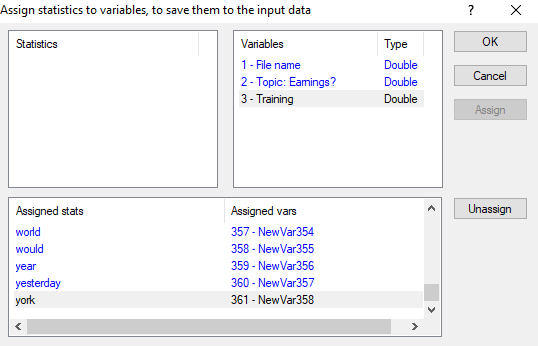 Assign statistics to variables, to save them to the input data ? ×
Statistics
Variables Type
1 - File name Double
2 - Topic: Earnings? Double
3 - Training Double
OK
Cancel
Assign
Assigned stats Assigned vars
world 357 - NewVar354
would 358 - NewVar355
year 359 - NewVar356
yesterday 360 - NewVar357
york 361 - NewVar358
Unassign